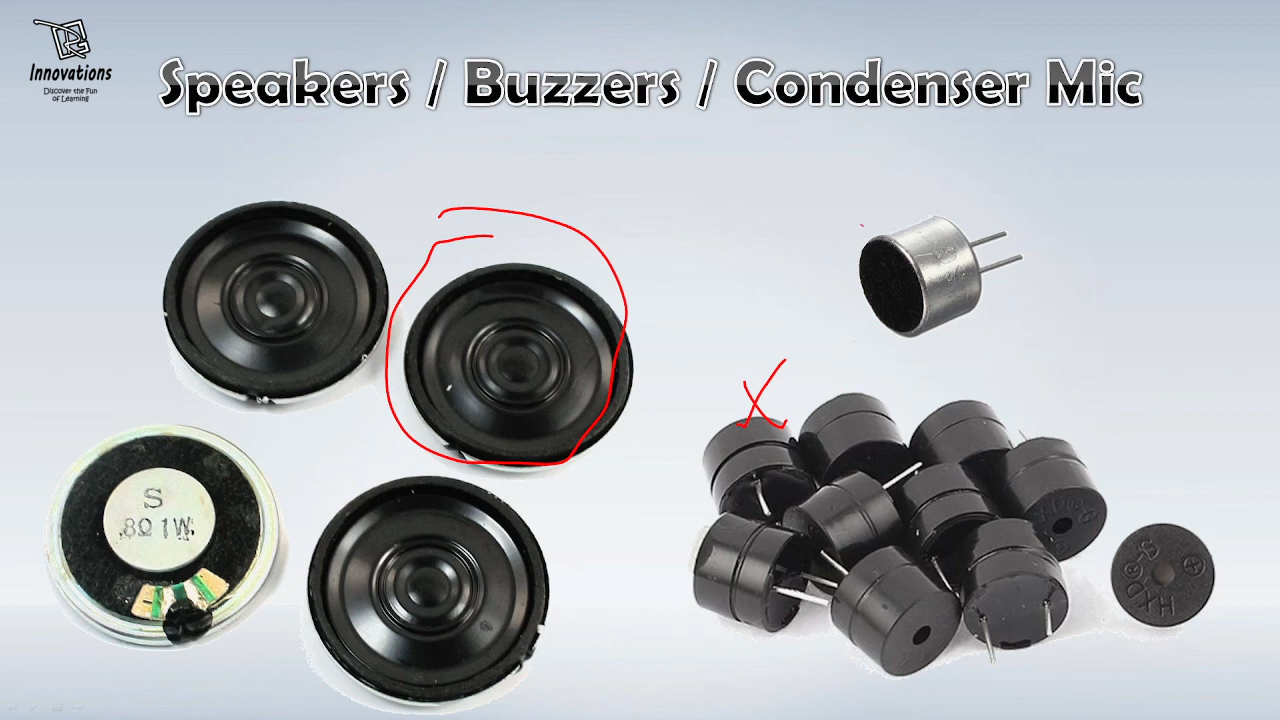 Innovations
Discover the Fun
of Learning
Speakers / Buzzers / Condenser Mic
S
8Ω 1W
HXD